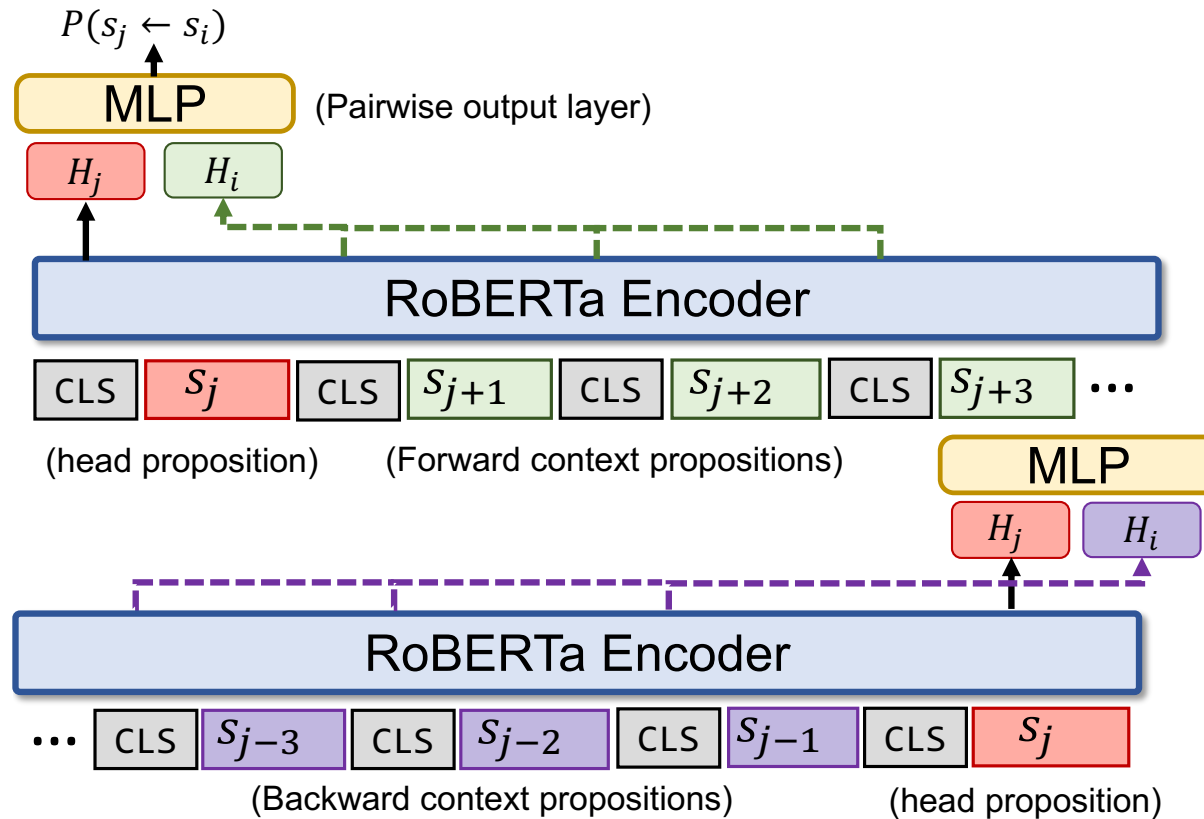 P(s_j ← s_i)
MLP (Pairwise output layer)
H_j H_i
RoBERTa Encoder
CLS s_j CLS s_{j+1} CLS s_{j+2} CLS s_{j+3} ...
(head proposition) (Forward context propositions)
MLP
H_j H_i
RoBERTa Encoder
... CLS s_{j−3} CLS s_{j−2} CLS s_{j−1} CLS s_j
(Backward context propositions) (head proposition)